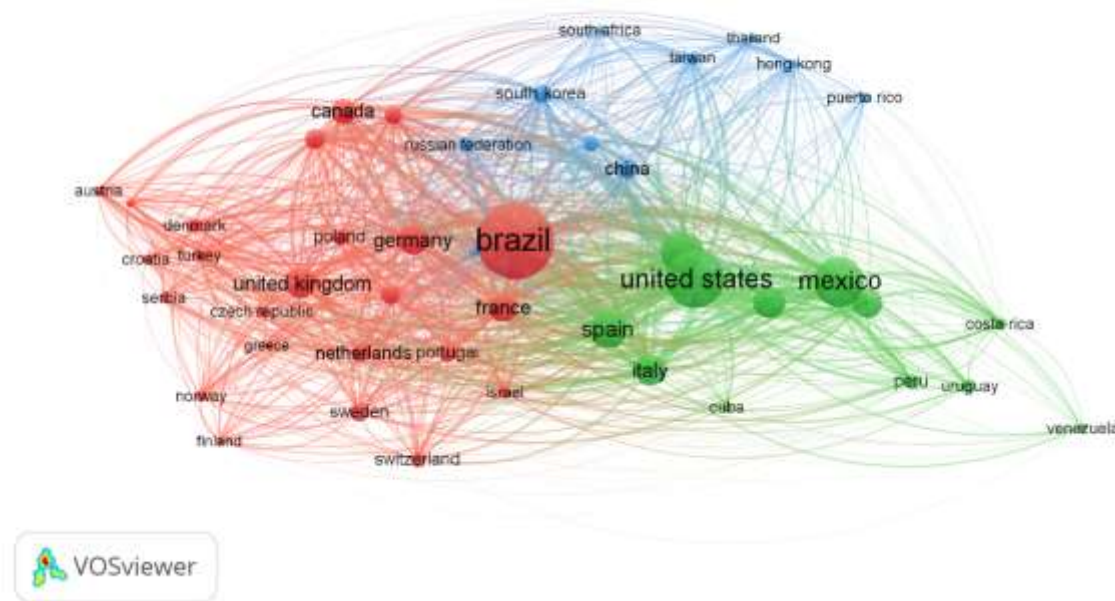 south africa
thailand
taiwan
hong kong
south korea
puerto rico
canada
russian federation
china
austria
denmark
poland
germany
brazil
croatia
turkey
united kingdom
united states
mexico
serbia
czech republic
france
spain
costa rica
greece
netherlands
portugal
italy
norway
israel
peru
uruguay
sweden
cuba
finland
switzerland
venezuela
VOSviewer